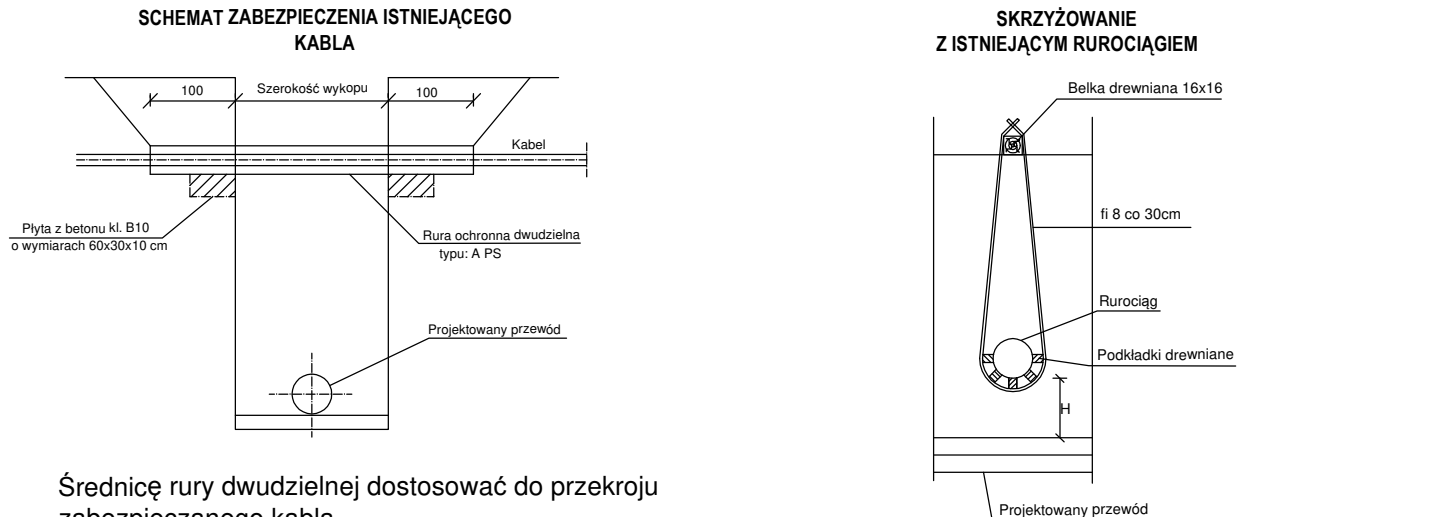 SCHEMAT ZABEZPIECZENIA ISTNIEJĄCEGO
KABLA
100
Szerokość wykopu
100
Kabel
Płyta z betonu kl. B10
o wymiarach 60x30x10 cm
Rura ochronna dwudzielna
typu: A PS
Projektowany przewód
Średnicę rury dwudzielnej dostosować do przekroju
zabezpieczanego kabla
SKRZYŻOWANIE
Z ISTNIEJĄCYM RUROCIĄGIEM
Belka drewniana 16x16
fi 8 co 30cm
Rurociąg
Podkładki drewniane
H
Projektowany przewód